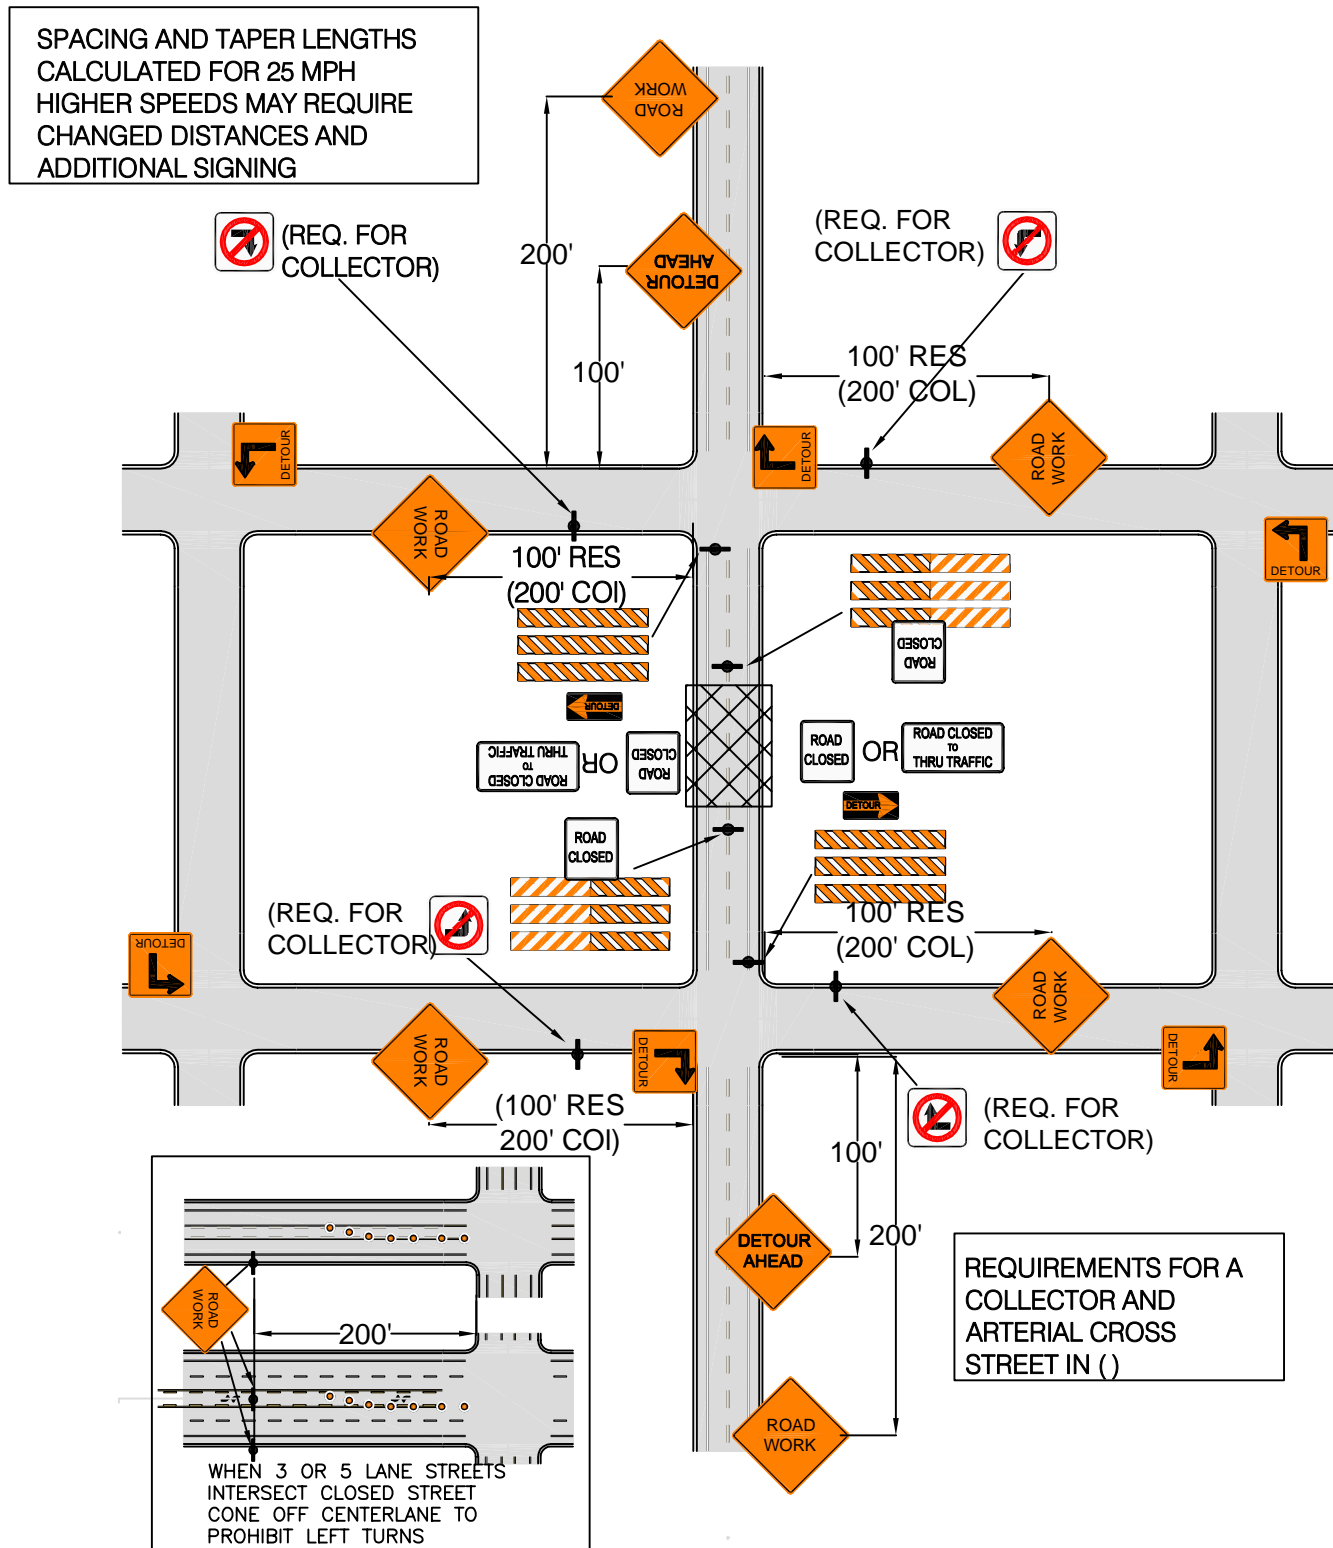 SPACING AND TAPER LENGTHS
CALCULATED FOR 25 MPH
HIGHER SPEEDS MAY REQUIRE
CHANGED DISTANCES AND
ADDITIONAL SIGNING
ROAD
WORK
(REQ. FOR
COLLECTOR)
200'
DETOUR
AHEAD
(REQ. FOR
COLLECTOR)
100'
100' RES
(200' COL)
DETOUR
DETOUR
ROAD
WORK
ROAD
WORK
DETOUR
100' RES
(200' COl)
ROAD
CLOSED
DETOUR
ROAD CLOSED
TO
THRU TRAFFIC
OR
ROAD
CLOSED
ROAD
CLOSED
OR
ROAD CLOSED
TO
THRU TRAFFIC
DETOUR
ROAD
CLOSED
(REQ. FOR
COLLECTOR)
100' RES
(200' COL)
DETOUR
ROAD
WORK
ROAD
WORK
DETOUR
DETOUR
(100' RES
200' COl)
(REQ. FOR
COLLECTOR)
100'
200'
DETOUR
AHEAD
ROAD
WORK
200'
REQUIREMENTS FOR A
COLLECTOR AND
ARTERIAL CROSS
STREET IN ( )
ROAD
WORK
WHEN 3 OR 5 LANE STREETS
INTERSECT CLOSED STREET
CONE OFF CENTERLANE TO
PROHIBIT LEFT TURNS